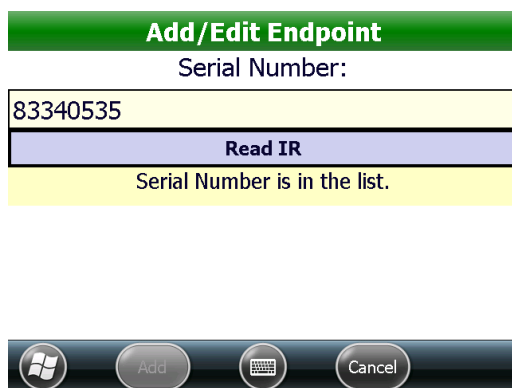 Add/Edit Endpoint
Serial Number:
83340535
Read IR
Serial Number is in the list.
Add
Cancel